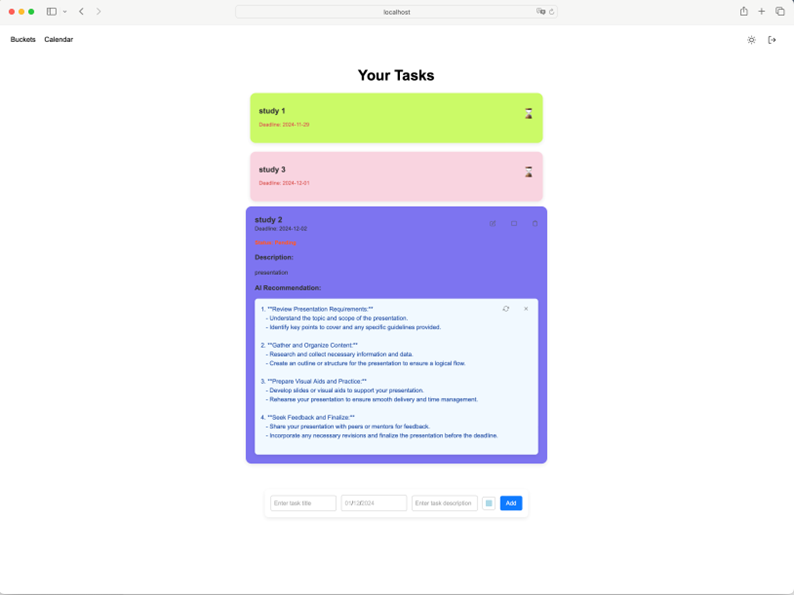 localhost
Buckets Calendar
Your Tasks
study 1
Deadline: 2024-11-29
study 3
Deadline: 2024-12-01
study 2
Deadline: 2024-12-02
Description:
presentation
AI Recommendation:
1. **Review Presentation Requirements:**
- Understand the topic and scope of the presentation.
- Identify key points to cover and any specific guidelines provided.
2. **Gather and Organize Content:**
- Research and collect necessary information and data.
- Create an outline or structure for the presentation to ensure a logical flow.
3. **Prepare Visual Aids and Practice:**
- Develop slides or visual aids to support your presentation.
- Rehearse your presentation to ensure smooth delivery and time management.
4. **Seek Feedback and Finalize:**
- Share your presentation with peers or mentors for feedback.
- Incorporate any necessary revisions and finalize the presentation before the deadline.
Enter task title Enter task description Add